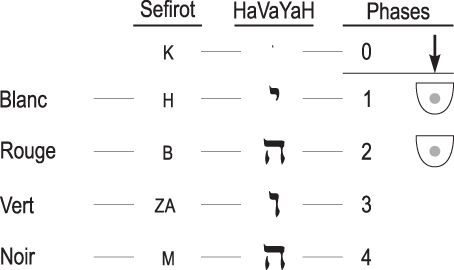 Sefirot HaVaYaH Phases
K 0
Blanc H י 1
Rouge B ה 2
Vert ZA ו 3
Noir M ה 4